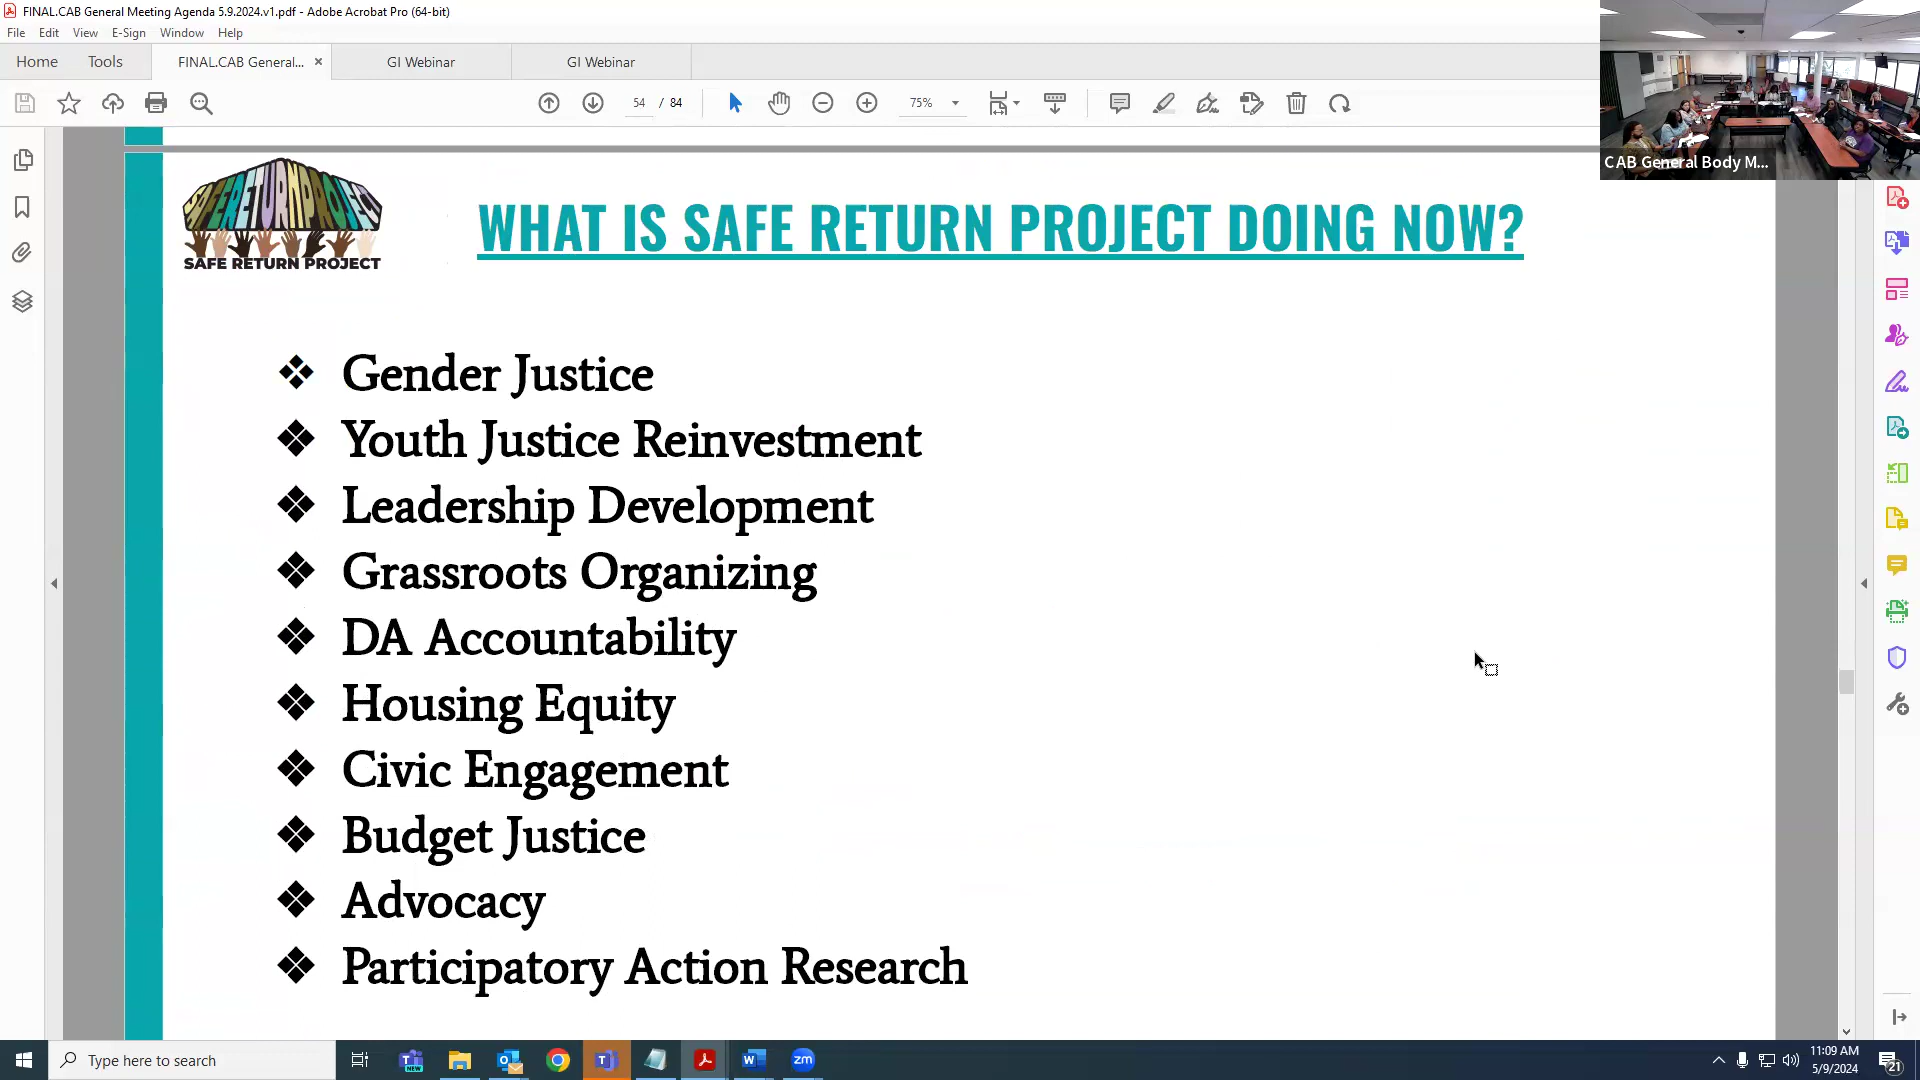 FINAL.CAB General Meeting Agenda 5.9.2024.v1.pdf - Adobe Acrobat Pro (64-bit)
File Edit View E-Sign Window Help
Home Tools FINAL.CAB General... × GI Webinar GI Webinar
54 / 84 75%
CAB General Body M...
SAFERETURNPROJECT
SAFE RETURN PROJECT
WHAT IS SAFE RETURN PROJECT DOING NOW?
❖ Gender Justice
❖ Youth Justice Reinvestment
❖ Leadership Development
❖ Grassroots Organizing
❖ DA Accountability
❖ Housing Equity
❖ Civic Engagement
❖ Budget Justice
❖ Advocacy
❖ Participatory Action Research
Type here to search
NEW
zm
11:09 AM
5/9/2024
21